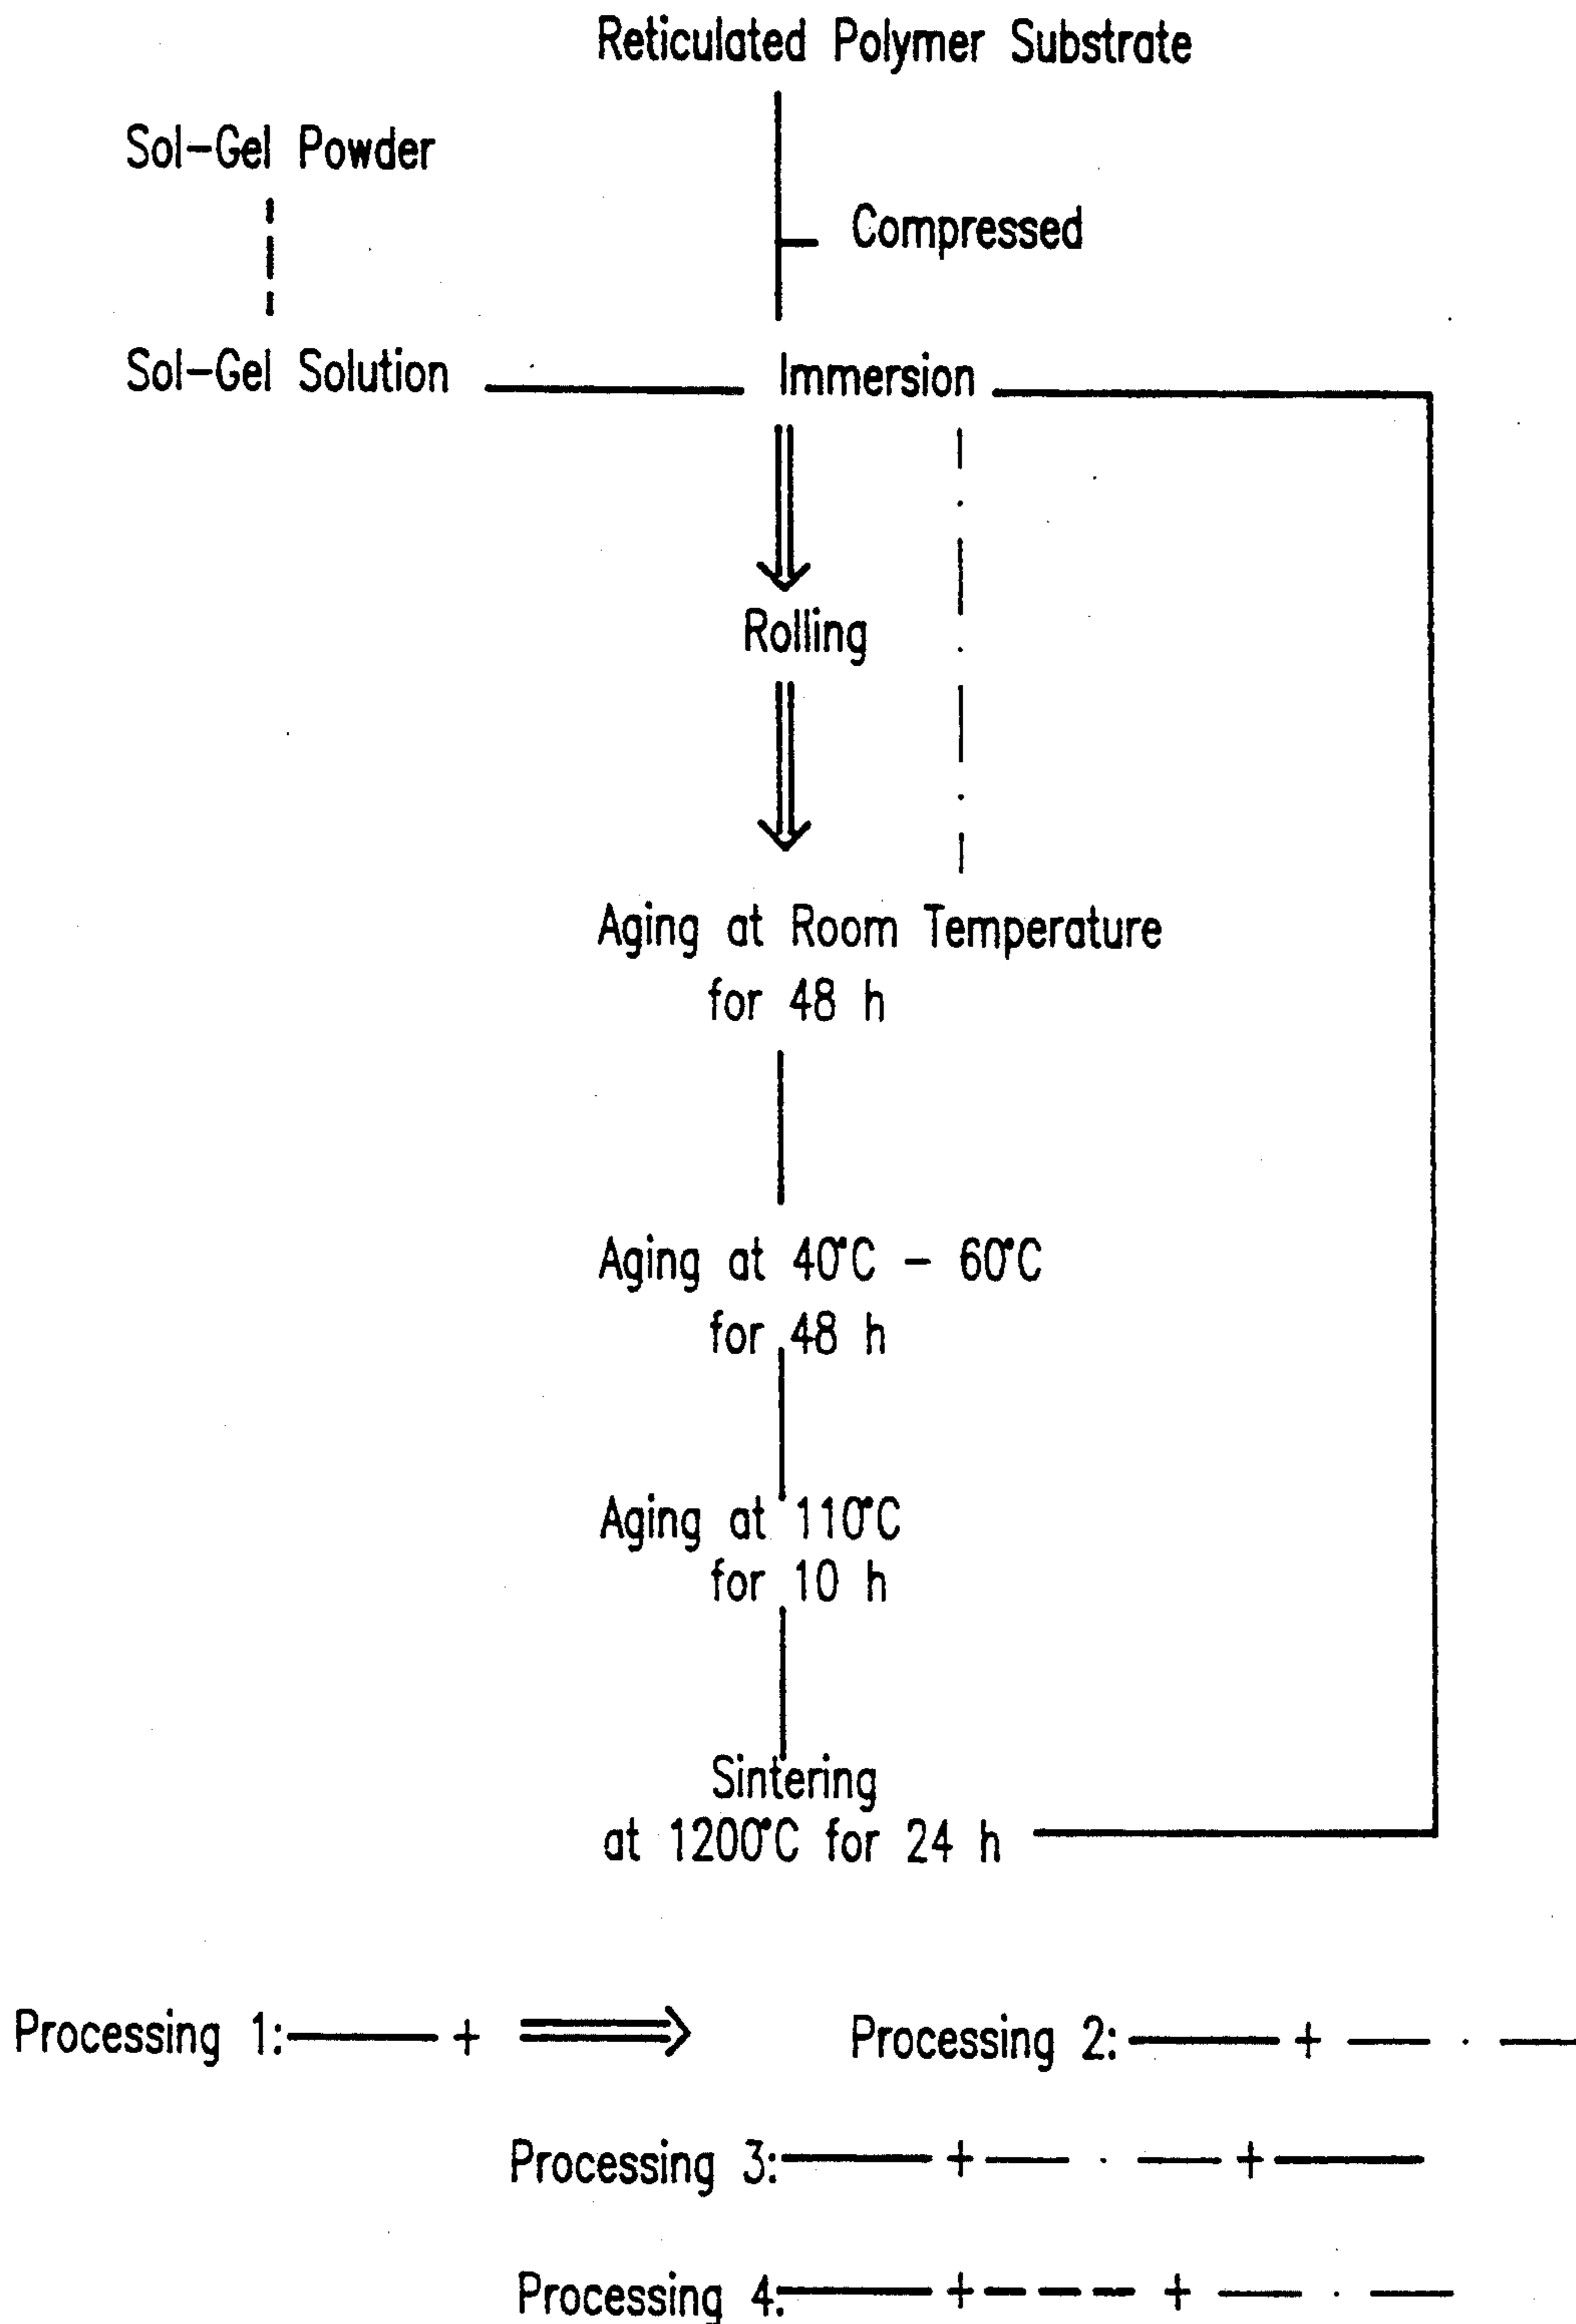 Reticulated Polymer Substrate
Sol-Gel Powder
Compressed
Sol-Gel Solution
Immersion
Rolling
Aging at Room Temperature
for 48 h
Aging at 40°C - 60°C
for 48 h
Aging at 110°C
for 10 h
Sintering
at 1200°C for 24 h
Processing 1: +
Processing 2: +
Processing 3: + +
Processing 4: + +